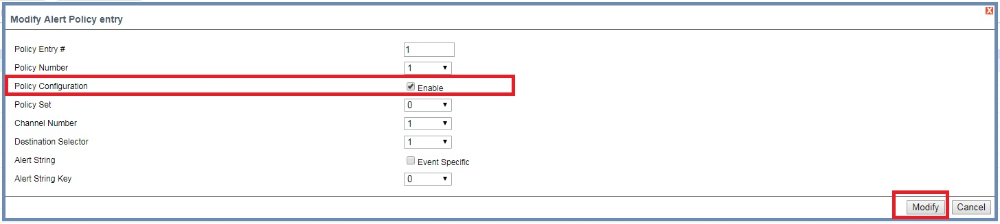 X
Modify Alert Policy entry
Policy Entry # 1
Policy Number 1
Policy Configuration Enable
Policy Set 0
Channel Number 1
Destination Selector 1
Alert String Event Specific
Alert String Key 0
Modify Cancel